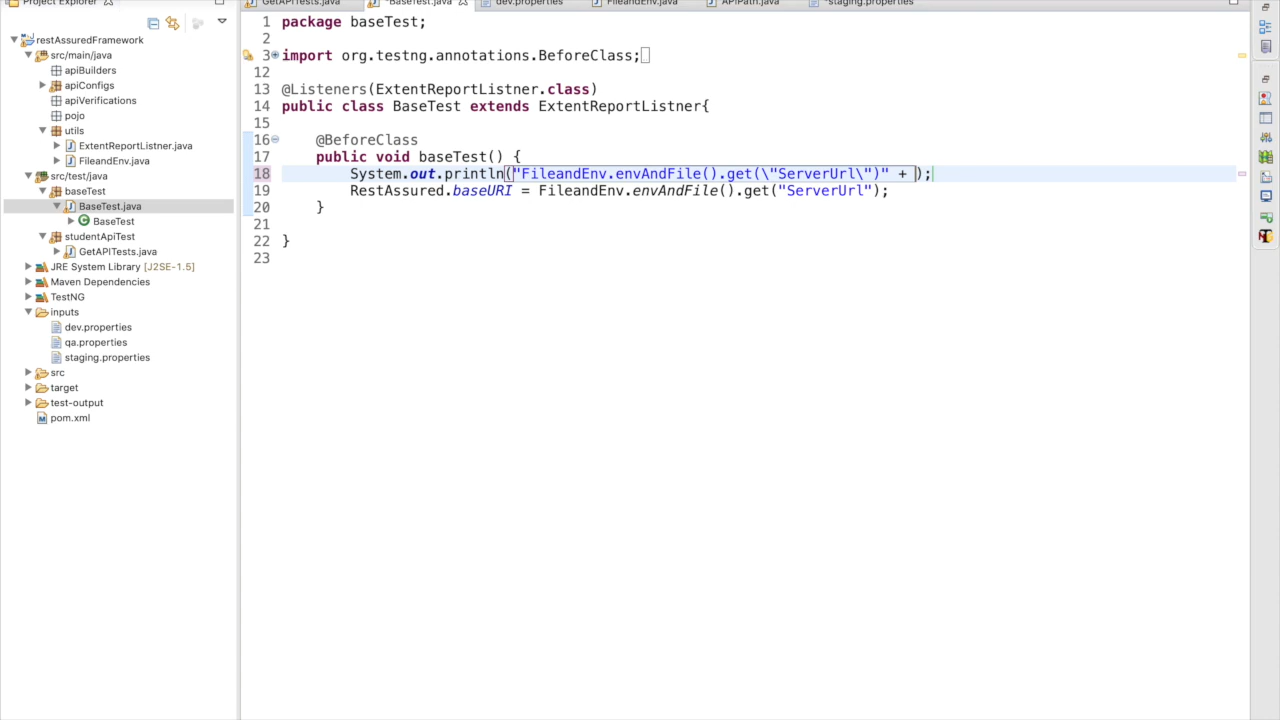 Project Explorer
GetAPITests.java
*BaseTest.java
dev.properties
FileandEnv.java
APIPath.java
*staging.properties
restAssuredFramework
src/main/java
apiBuilders
apiConfigs
apiVerifications
pojo
utils
ExtentReportListner.java
FileandEnv.java
src/test/java
baseTest
BaseTest.java
BaseTest
studentApiTest
GetAPITests.java
JRE System Library [J2SE-1.5]
Maven Dependencies
TestNG
inputs
dev.properties
qa.properties
staging.properties
src
target
test-output
pom.xml
1 package baseTest;
2
3 import org.testng.annotations.BeforeClass;
12
13 @Listeners(ExtentReportListner.class)
14 public class BaseTest extends ExtentReportListner{
15
16 @BeforeClass
17 public void baseTest() {
18 System.out.println("FileandEnv.envAndFile().get(\"ServerUrl\")" + );
19 RestAssured.baseURI = FileandEnv.envAndFile().get("ServerUrl");
20 }
21
22 }
23